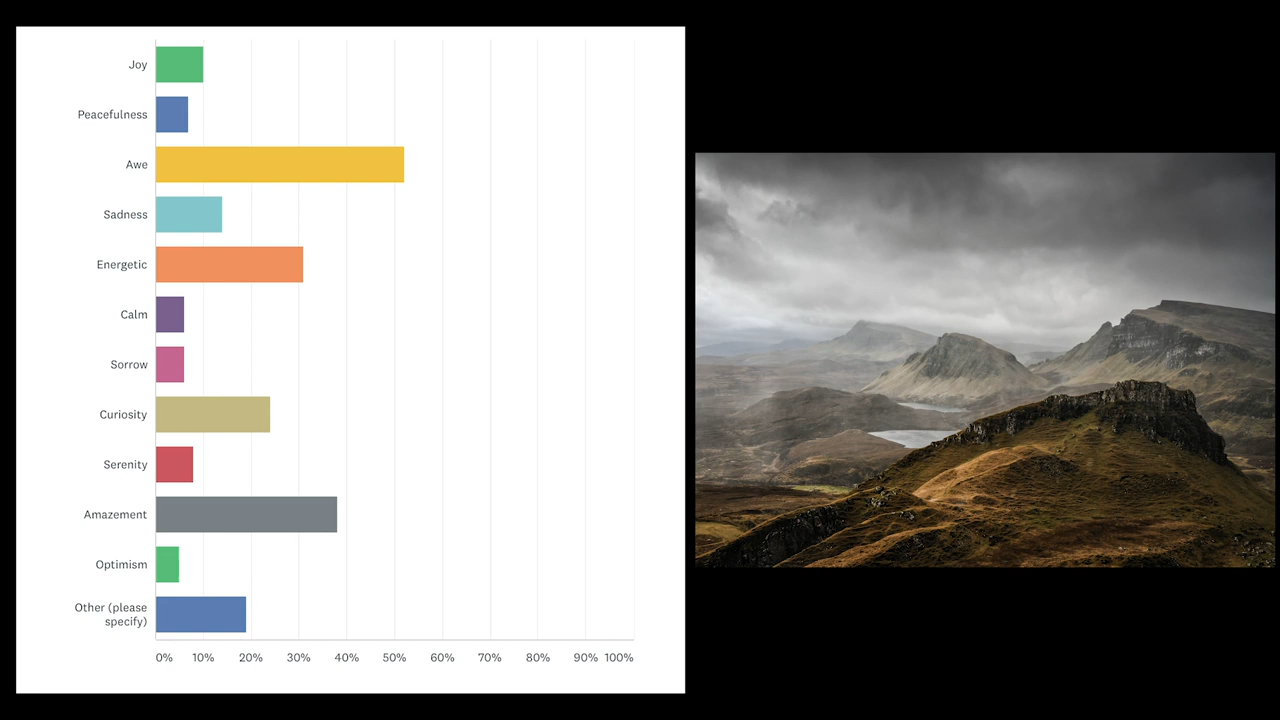 Joy
Peacefulness
Awe
Sadness
Energetic
Calm
Sorrow
Curiosity
Serenity
Amazement
Optimism
Other (please
specify)
0% 10% 20% 30% 40% 50% 60% 70% 80% 90% 100%